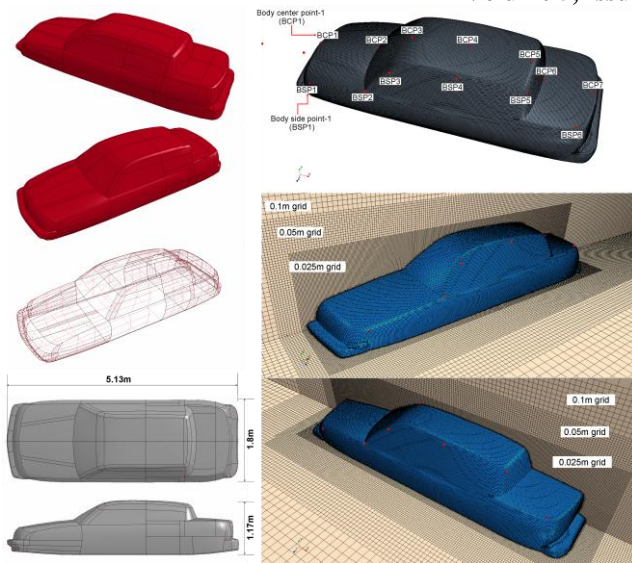 Body center point-1
(BCP1)
BCP1
BCP2
BCP3
BCP4
BCP5
BCP6
BCP7
BSP1
BSP2
BSP3
BSP4
BSP5
BSP6
Body side point-1
(BSP1)
0.1m grid
0.05m grid
0.025m grid
5.13m
1.8m
1.17m
0.1m grid
0.05m grid
0.025m grid